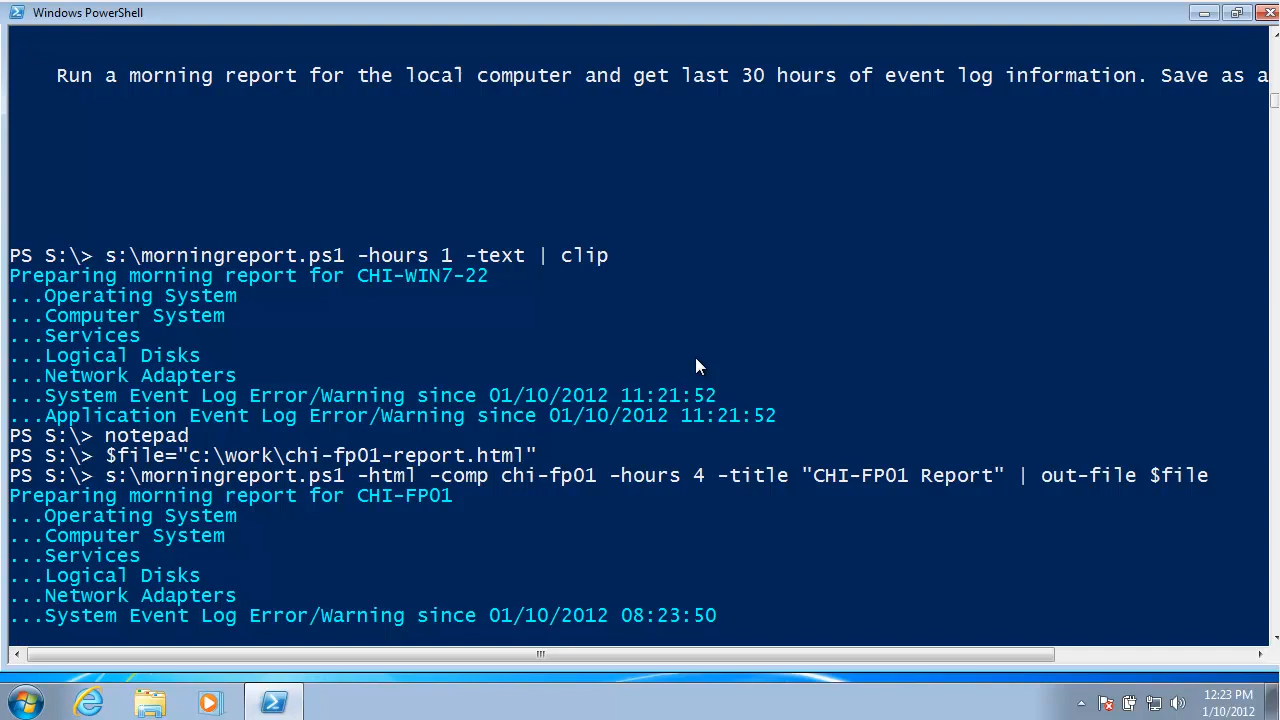 Windows PowerShell
Run a morning report for the local computer and get last 30 hours of event log information. Save as a
PS S:\> s:\morningreport.ps1 -hours 1 -text | clip
Preparing morning report for CHI-WIN7-22
...Operating System
...Computer System
...Services
...Logical Disks
...Network Adapters
...System Event Log Error/Warning since 01/10/2012 11:21:52
...Application Event Log Error/Warning since 01/10/2012 11:21:52
PS S:\> notepad
PS S:\> $file="c:\work\chi-fp01-report.html"
PS S:\> s:\morningreport.ps1 -html -comp chi-fp01 -hours 4 -title "CHI-FP01 Report" | out-file $file
Preparing morning report for CHI-FP01
...Operating System
...Computer System
...Services
...Logical Disks
...Network Adapters
...System Event Log Error/Warning since 01/10/2012 08:23:50
12:23 PM
1/10/2012